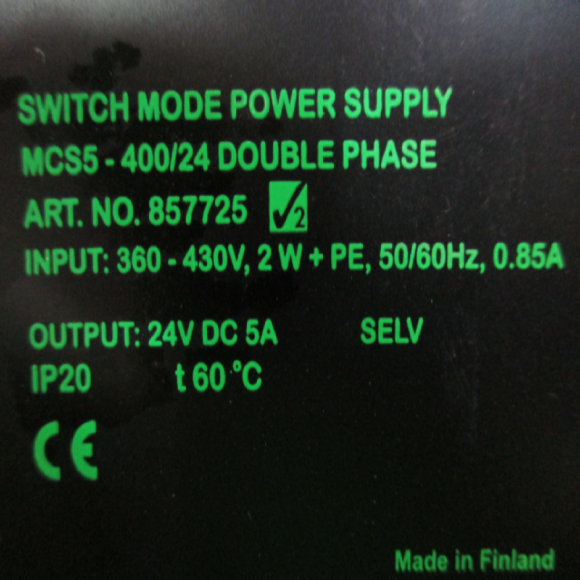 SWITCH MODE POWER SUPPLY
MCS5 - 400/24 DOUBLE PHASE
ART. NO. 857725 2
INPUT: 360 - 430V, 2 W + PE, 50/60Hz, 0.85A
OUTPUT: 24V DC 5A SELV
IP20 t 60 °C
CE
Made in Finland